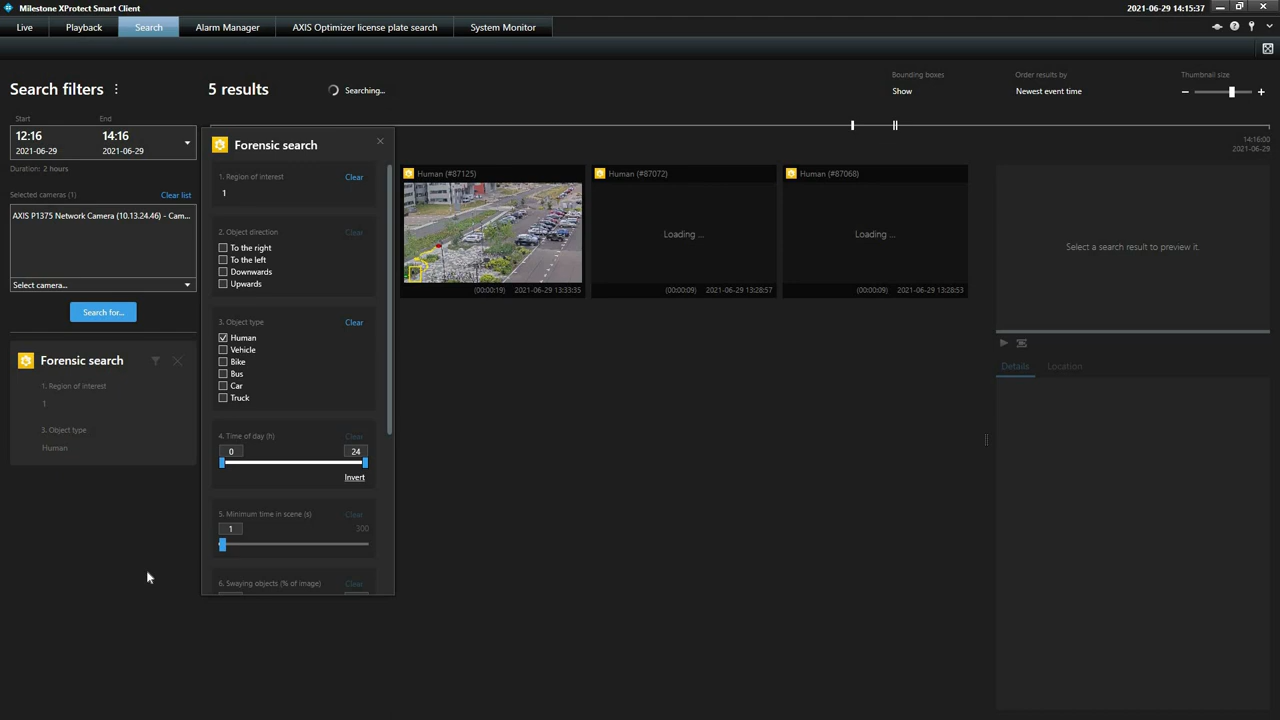 Milestone XProtect Smart Client
2021-06-29 14:15:37
Live
Playback
Search
Alarm Manager
AXIS Optimizer license plate search
System Monitor
Search filters
5 results
Searching...
Bounding boxes
Show
Order results by
Newest event time
Thumbnail size
Start
End
12:16
14:16
2021-06-29
2021-06-29
Duration: 2 hours
14:16:00
2021-06-29
Selected cameras (1)
Clear list
AXIS P1375 Network Camera (10.13.24.46) - Cam...
Select camera...
Search for...
Forensic search
1. Region of interest
1
3. Object type
Human
Forensic search
1. Region of interest
Clear
1
2. Object direction
Clear
To the right
To the left
Downwards
Upwards
3. Object type
Clear
Human
Vehicle
Bike
Bus
Car
Truck
4. Time of day (h)
Clear
0
24
Invert
5. Minimum time in scene (s)
Clear
1
300
6. Swaying objects (% of image)
Clear
Human (#87125)
(00:00:19) 2021-06-29 13:33:35
Human (#87072)
Loading ...
(00:00:09) 2021-06-29 13:28:57
Human (#87068)
Loading ...
(00:00:09) 2021-06-29 13:28:53
Select a search result to preview it.
Details
Location